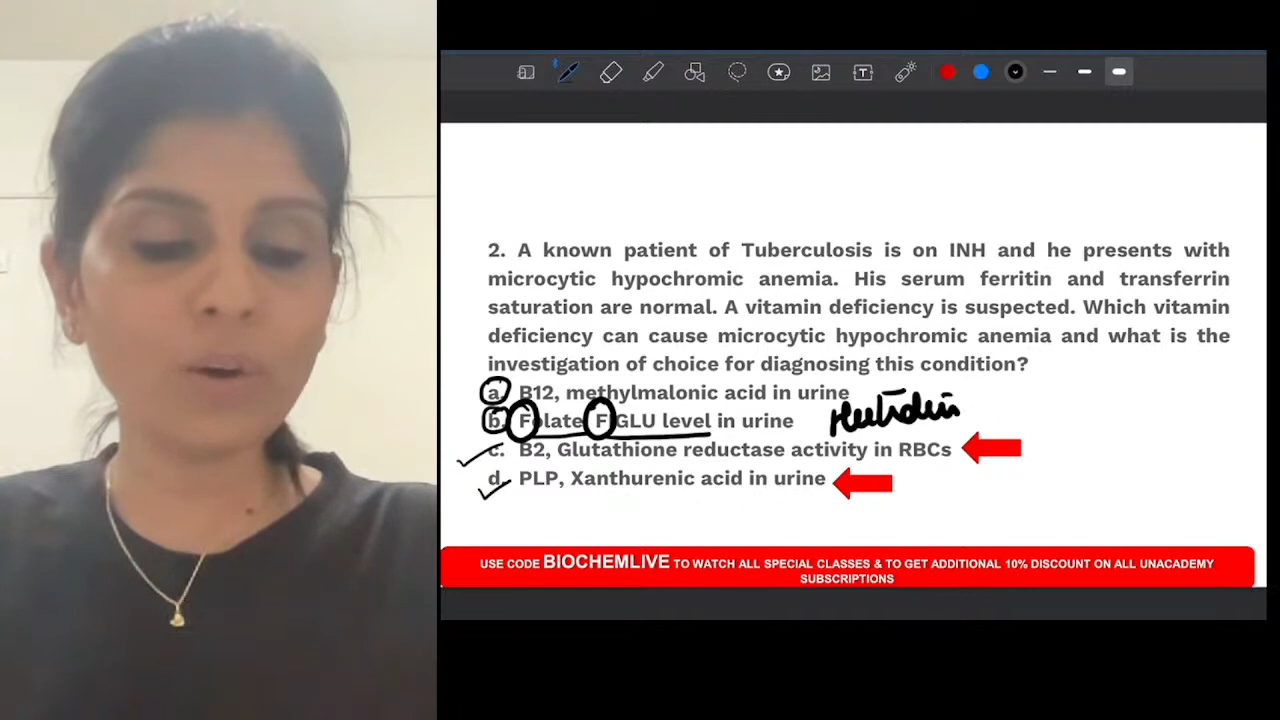 2. A known patient of Tuberculosis is on INH and he presents with
microcytic hypochromic anemia. His serum ferritin and transferrin
saturation are normal. A vitamin deficiency is suspected. Which vitamin
deficiency can cause microcytic hypochromic anemia and what is the
investigation of choice for diagnosing this condition?
a. B12, methylmalonic acid in urine
b. Folate, FIGLU level in urine
c. B2, Glutathione reductase activity in RBCs
d. PLP, Xanthurenic acid in urine
USE CODE BIOCHEMLIVE TO WATCH ALL SPECIAL CLASSES & TO GET ADDITIONAL 10% DISCOUNT ON ALL UNACADEMY
SUBSCRIPTIONS